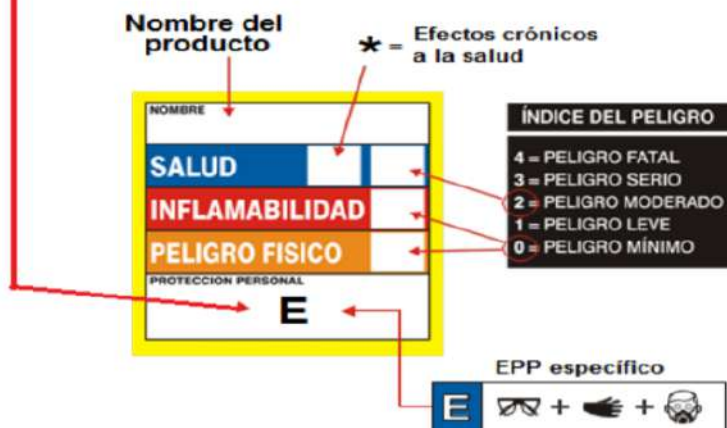 Nombre del
producto
* = Efectos crónicos
a la salud
NOMBRE
SALUD
INFLAMABILIDAD
PELIGRO FISICO
PROTECCION PERSONAL
E
ÍNDICE DEL PELIGRO
4 = PELIGRO FATAL
3 = PELIGRO SERIO
2 = PELIGRO MODERADO
1 = PELIGRO LEVE
0 = PELIGRO MÍNIMO
EPP específico
E + +